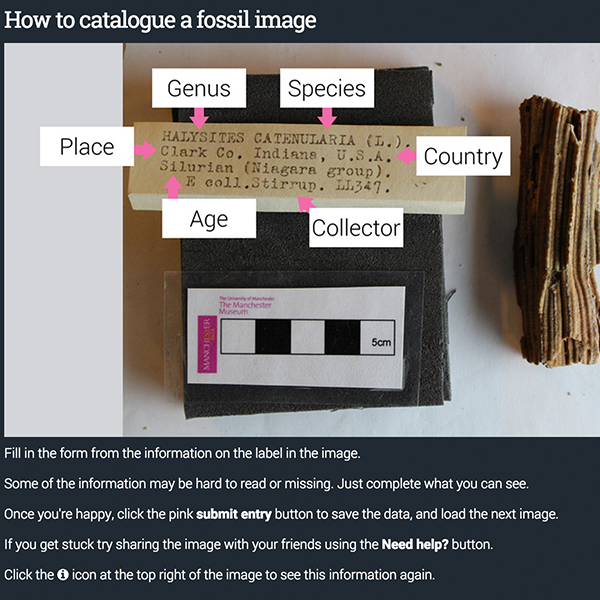 How to catalogue a fossil image
Genus
Species
HALYSITES CATENULARIA (L.).
Place
Clark Co. Indiana, U.S.A.
Country
Silurian (Niagara group).
E coll.Stirrup. LL347.
Age
Collector
The University of Manchester
The Manchester
Museum
MANCHESTER
5cm
Fill in the form from the information on the label in the image.
Some of the information may be hard to read or missing. Just complete what you can see.
Once you're happy, click the pink submit entry button to save the data, and load the next image.
If you get stuck try sharing the image with your friends using the Need help? button.
Click the i icon at the top right of the image to see this information again.